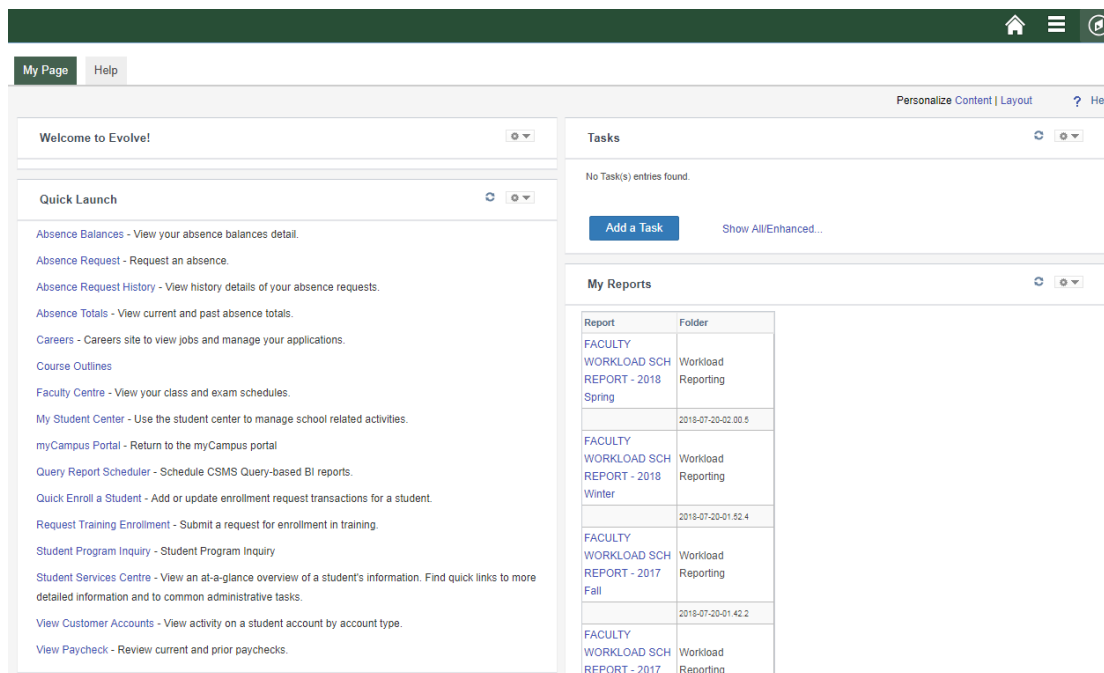 My Page Help
Personalize Content | Layout ? He
Welcome to Evolve!
Quick Launch
Absence Balances - View your absence balances detail.
Absence Request - Request an absence.
Absence Request History - View history details of your absence requests.
Absence Totals - View current and past absence totals.
Careers - Careers site to view jobs and manage your applications.
Course Outlines
Faculty Centre - View your class and exam schedules.
My Student Center - Use the student center to manage school related activities.
myCampus Portal - Return to the myCampus portal
Query Report Scheduler - Schedule CSMS Query-based BI reports.
Quick Enroll a Student - Add or update enrollment request transactions for a student.
Request Training Enrollment - Submit a request for enrollment in training.
Student Program Inquiry - Student Program Inquiry
Student Services Centre - View an at-a-glance overview of a student's information. Find quick links to more
detailed information and to common administrative tasks.
View Customer Accounts - View activity on a student account by account type.
View Paycheck - Review current and prior paychecks.
Tasks
No Task(s) entries found.
Add a Task Show All/Enhanced...
My Reports
Report Folder
FACULTY
WORKLOAD SCH Workload
REPORT - 2018 Reporting
Spring
2018-07-20-02.00.5
FACULTY
WORKLOAD SCH Workload
REPORT - 2018 Reporting
Winter
2018-07-20-01.52.4
FACULTY
WORKLOAD SCH Workload
REPORT - 2017 Reporting
Fall
2018-07-20-01.42.2
FACULTY
WORKLOAD SCH Workload
REPORT - 2017 Reporting